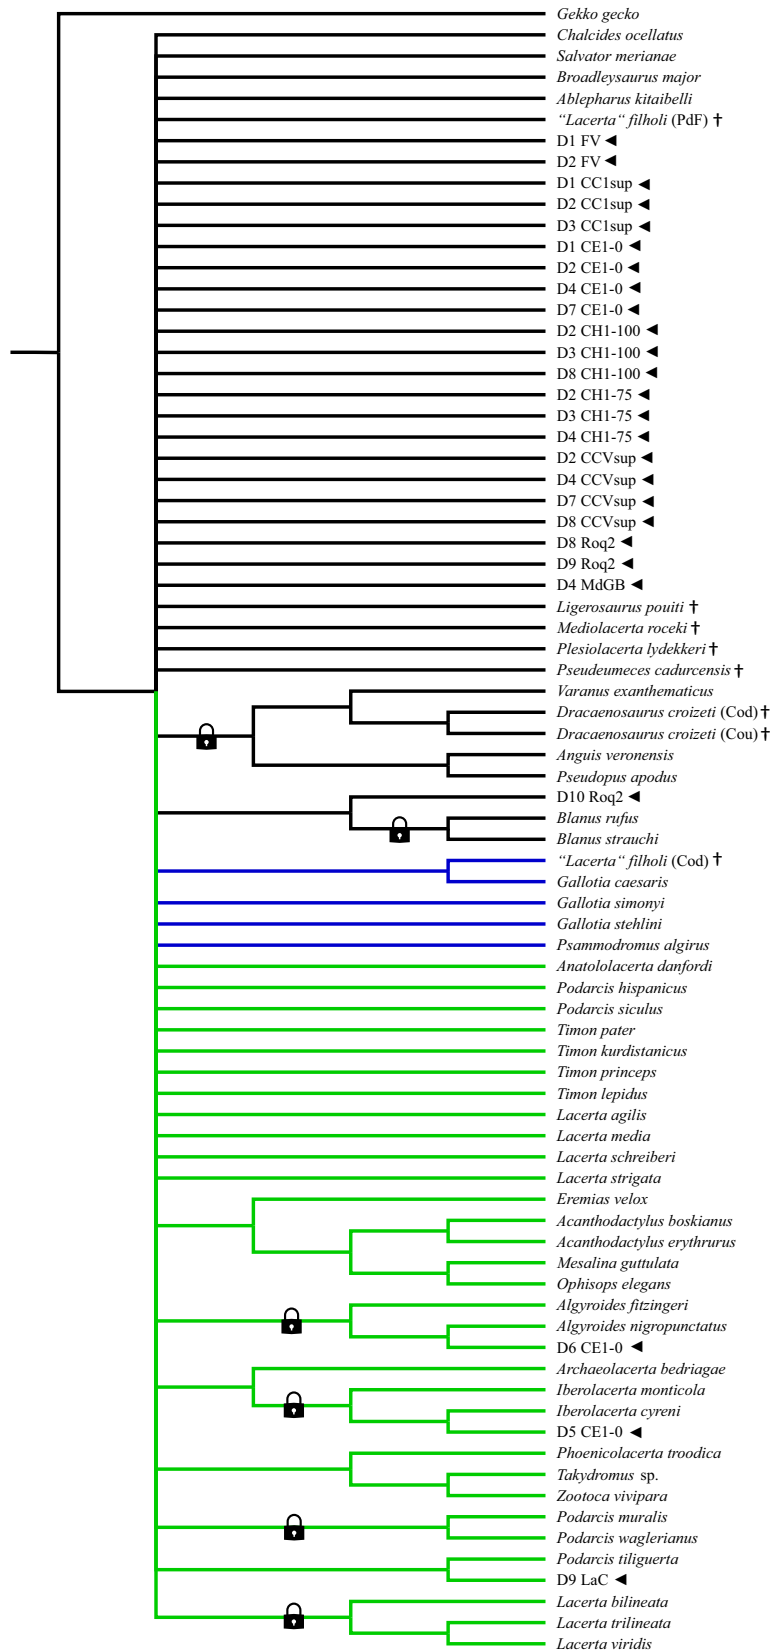 Gekko gecko
Chalcides ocellatus
Salvator merianae
Broadleysaurus major
Ablepharus kitaibelli
“Lacerta“ filholi (PdF) †
D1 FV ◄
D2 FV ◄
D1 CC1sup ◄
D2 CC1sup ◄
D3 CC1sup ◄
D1 CE1-0 ◄
D2 CE1-0 ◄
D4 CE1-0 ◄
D7 CE1-0 ◄
D2 CH1-100 ◄
D3 CH1-100 ◄
D8 CH1-100 ◄
D2 CH1-75 ◄
D3 CH1-75 ◄
D4 CH1-75 ◄
D2 CCVsup ◄
D4 CCVsup ◄
D7 CCVsup ◄
D8 CCVsup ◄
D8 Roq2 ◄
D9 Roq2 ◄
D4 MdGB ◄
Ligerosaurus pouiti †
Mediolacerta roceki †
Plesiolacerta lydekkeri †
Pseudeumeces cadurcensis †
Varanus exanthematicus
Dracaenosaurus croizeti (Cod) †
Dracaenosaurus croizeti (Cou) †
Anguis veronensis
Pseudopus apodus
D10 Roq2 ◄
Blanus rufus
Blanus strauchi
“Lacerta“ filholi (Cod) †
Gallotia caesaris
Gallotia simonyi
Gallotia stehlini
Psammodromus algirus
Anatololacerta danfordi
Podarcis hispanicus
Podarcis siculus
Timon pater
Timon kurdistanicus
Timon princeps
Timon lepidus
Lacerta agilis
Lacerta media
Lacerta schreiberi
Lacerta strigata
Eremias velox
Acanthodactylus boskianus
Acanthodactylus erythrurus
Mesalina guttulata
Ophisops elegans
Algyroides fitzingeri
Algyroides nigropunctatus
D6 CE1-0 ◄
Archaeolacerta bedriagae
Iberolacerta monticola
Iberolacerta cyreni
D5 CE1-0 ◄
Phoenicolacerta troodica
Takydromus sp.
Zootoca vivipara
Podarcis muralis
Podarcis waglerianus
Podarcis tiliguerta
D9 LaC ◄
Lacerta bilineata
Lacerta trilineata
Lacerta viridis